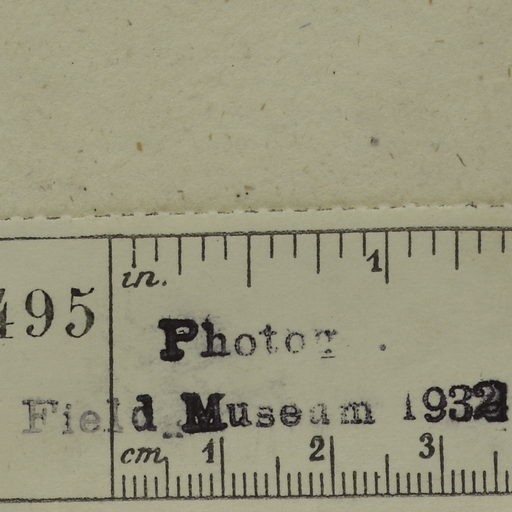 in. 1
495
Photog .
Field Museum 1932
cm 1 2 3